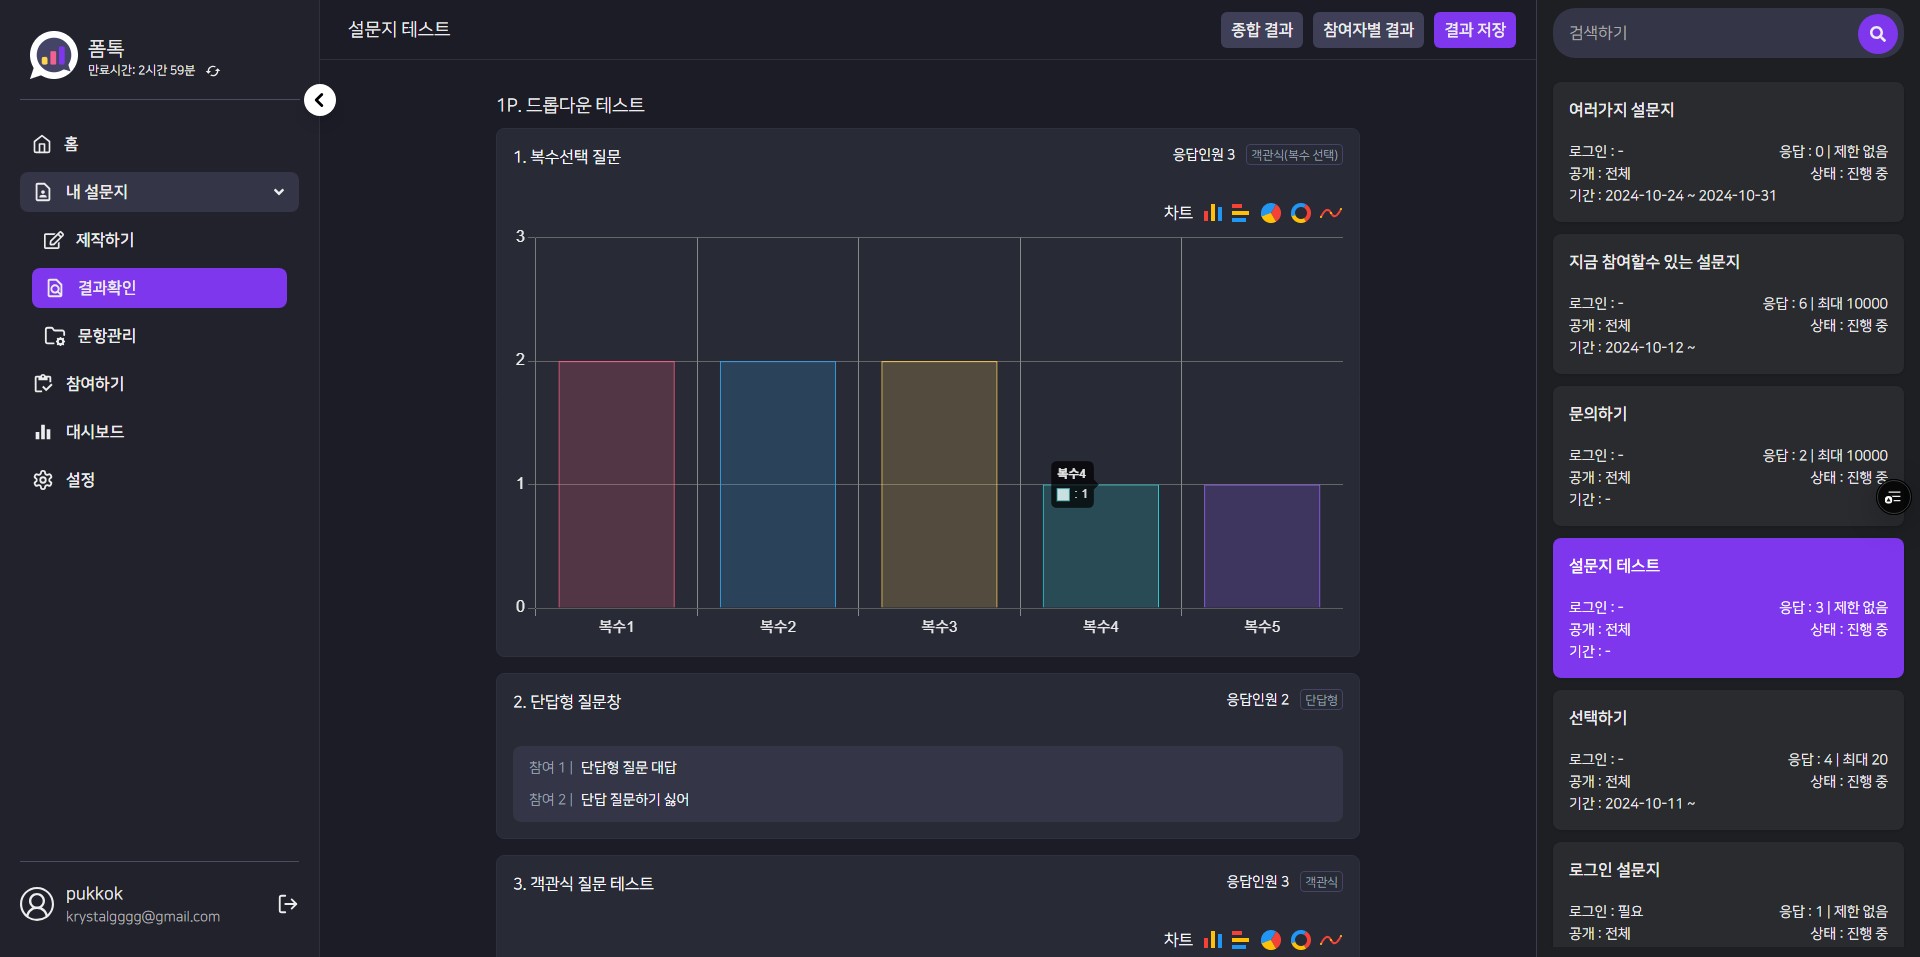 폼톡
만료시간: 2시간 59분
홈
내 설문지
제작하기
결과확인
문항관리
참여하기
대시보드
설정
pukkok
krystalgggg@gmail.com
설문지 테스트
종합 결과
참여자별 결과
결과 저장
1P. 드롭다운 테스트
1. 복수선택 질문
응답인원 3
객관식(복수 선택)
차트
3
2
1
0
복수4
: 1
복수1
복수2
복수3
복수4
복수5
2. 단답형 질문창
응답인원 2
단답형
참여 1 | 단답형 질문 대답
참여 2 | 단답 질문하기 싫어
3. 객관식 질문 테스트
응답인원 3
객관식
차트
검색하기
여러가지 설문지
로그인 : -
응답 : 0 | 제한 없음
공개 : 전체
상태 : 진행 중
기간 : 2024-10-24 ~ 2024-10-31
지금 참여할수 있는 설문지
로그인 : -
응답 : 6 | 최대 10000
공개 : 전체
상태 : 진행 중
기간 : 2024-10-12 ~
문의하기
로그인 : -
응답 : 2 | 최대 10000
공개 : 전체
상태 : 진행 중
기간 : -
설문지 테스트
로그인 : -
응답 : 3 | 제한 없음
공개 : 전체
상태 : 진행 중
기간 : -
선택하기
로그인 : -
응답 : 4 | 최대 20
공개 : 전체
상태 : 진행 중
기간 : 2024-10-11 ~
로그인 설문지
로그인 : 필요
응답 : 1 | 제한 없음
공개 : 전체
상태 : 진행 중